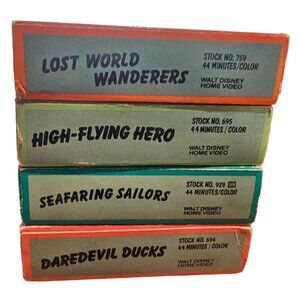 LOST WORLD
WANDERERS
STOCK NO. 759
44 MINUTES/COLOR
WALT DISNEY
HOME VIDEO
HIGH-FLYING HERO
STOCK NO. 695
44 MINUTES/COLOR
WALT DISNEY
HOME VIDEO
SEAFARING SAILORS
STOCK NO. 929
44 MINUTES/COLOR
WALT DISNEY
HOME VIDEO
DAREDEVIL DUCKS
STOCK NO. 694
44 MINUTES/COLOR
WALT DISNEY
HOME VIDEO